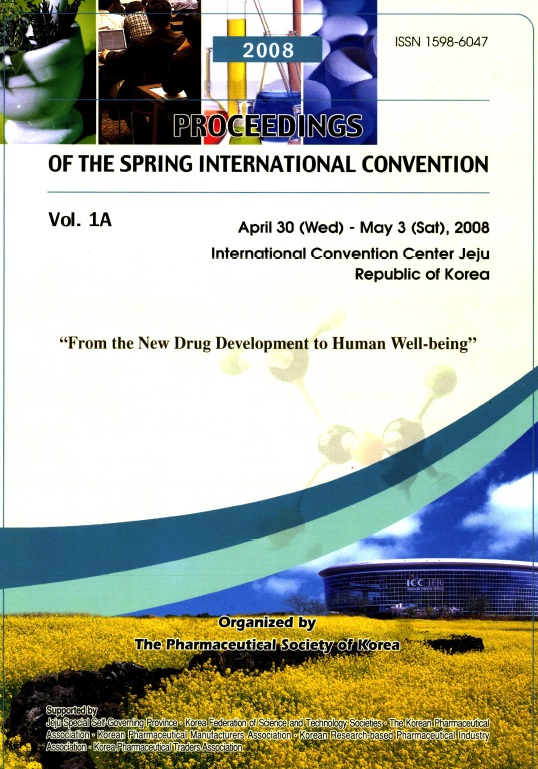 2008
ISSN 1598-6047
PROCEEDINGS
OF THE SPRING INTERNATIONAL CONVENTION
Vol. 1A
April 30 (Wed) - May 3 (Sat), 2008
International Convention Center Jeju
Republic of Korea
“From the New Drug Development to Human Well-being”
ICC JEJU
Organized by
The Pharmaceutical Society of Korea
Supported by
Jeju Special Self-Governing Province · Korea Federation of Science and Technology Societies · The Korean Pharmaceutical
Association · Korean Pharmaceutical Manufacturers Association · Korean Research-based Pharmaceutical Industry
Association · Korea Pharmaceutical Traders Association